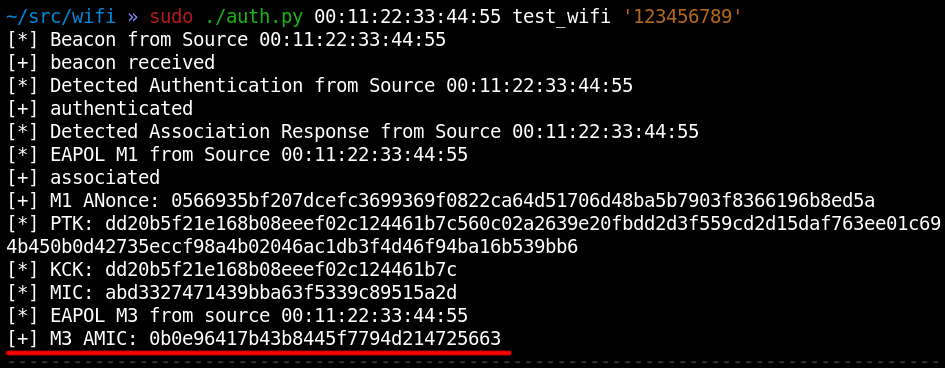 ~/src/wifi » sudo ./auth.py 00:11:22:33:44:55 test_wifi '123456789'
[*] Beacon from Source 00:11:22:33:44:55
[+] beacon received
[*] Detected Authentication from Source 00:11:22:33:44:55
[+] authenticated
[*] Detected Association Response from Source 00:11:22:33:44:55
[*] EAPOL M1 from Source 00:11:22:33:44:55
[+] associated
[+] M1 ANonce: 0566935bf207dcefc3699369f0822ca64d51706d48ba5b7903f8366196b8ed5a
[*] PTK: dd20b5f21e168b08eeef02c124461b7c560c02a2639e20fbdd2d3f559cd2d15daf763ee01c69
4b450b0d42735eccf98a4b02046ac1db3f4d46f94ba16b539bb6
[*] KCK: dd20b5f21e168b08eeef02c124461b7c
[*] MIC: abd3327471439bba63f5339c89515a2d
[*] EAPOL M3 from source 00:11:22:33:44:55
[+] M3 AMIC: 0b0e96417b43b8445f7794d214725663